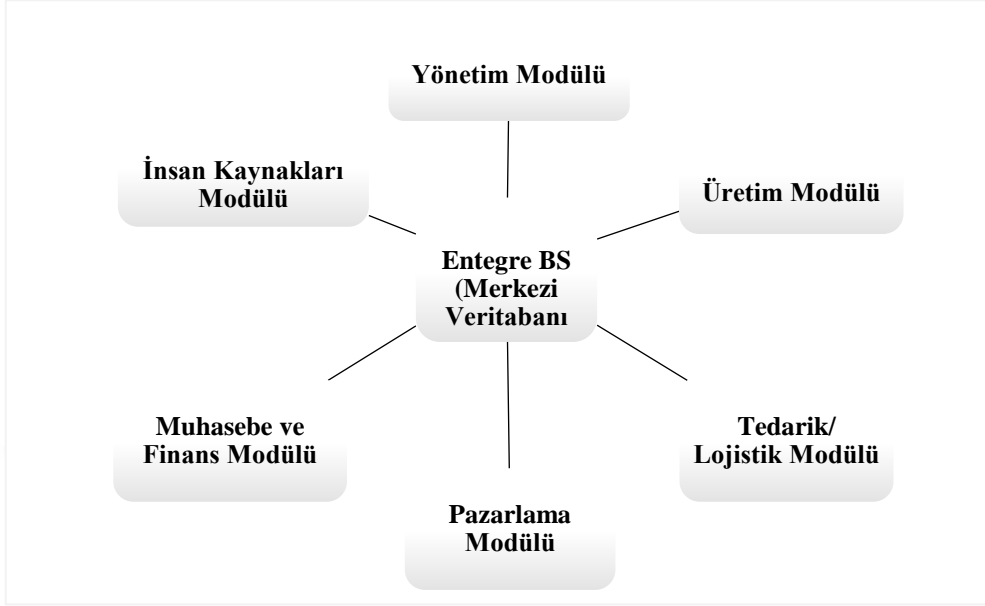 Yönetim Modülü
İnsan Kaynakları
Modülü
Üretim Modülü
Entegre BS
(Merkezi
Veritabanı
Muhasebe ve
Finans Modülü
Tedarik/
Lojistik Modülü
Pazarlama
Modülü